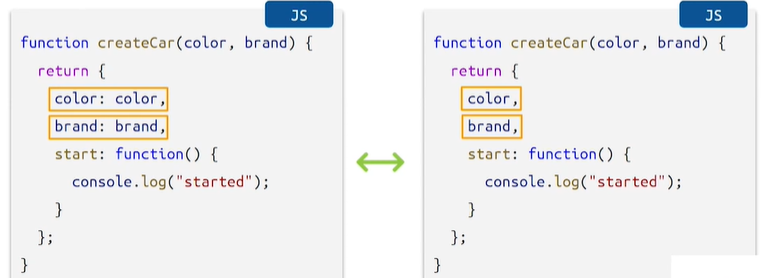 JS
function createCar(color, brand) {
  return {
    color: color,
    brand: brand,
    start: function() {
      console.log("started");
    }
  };
}
JS
function createCar(color, brand) {
  return {
    color,
    brand,
    start: function() {
      console.log("started");
    }
  };
}